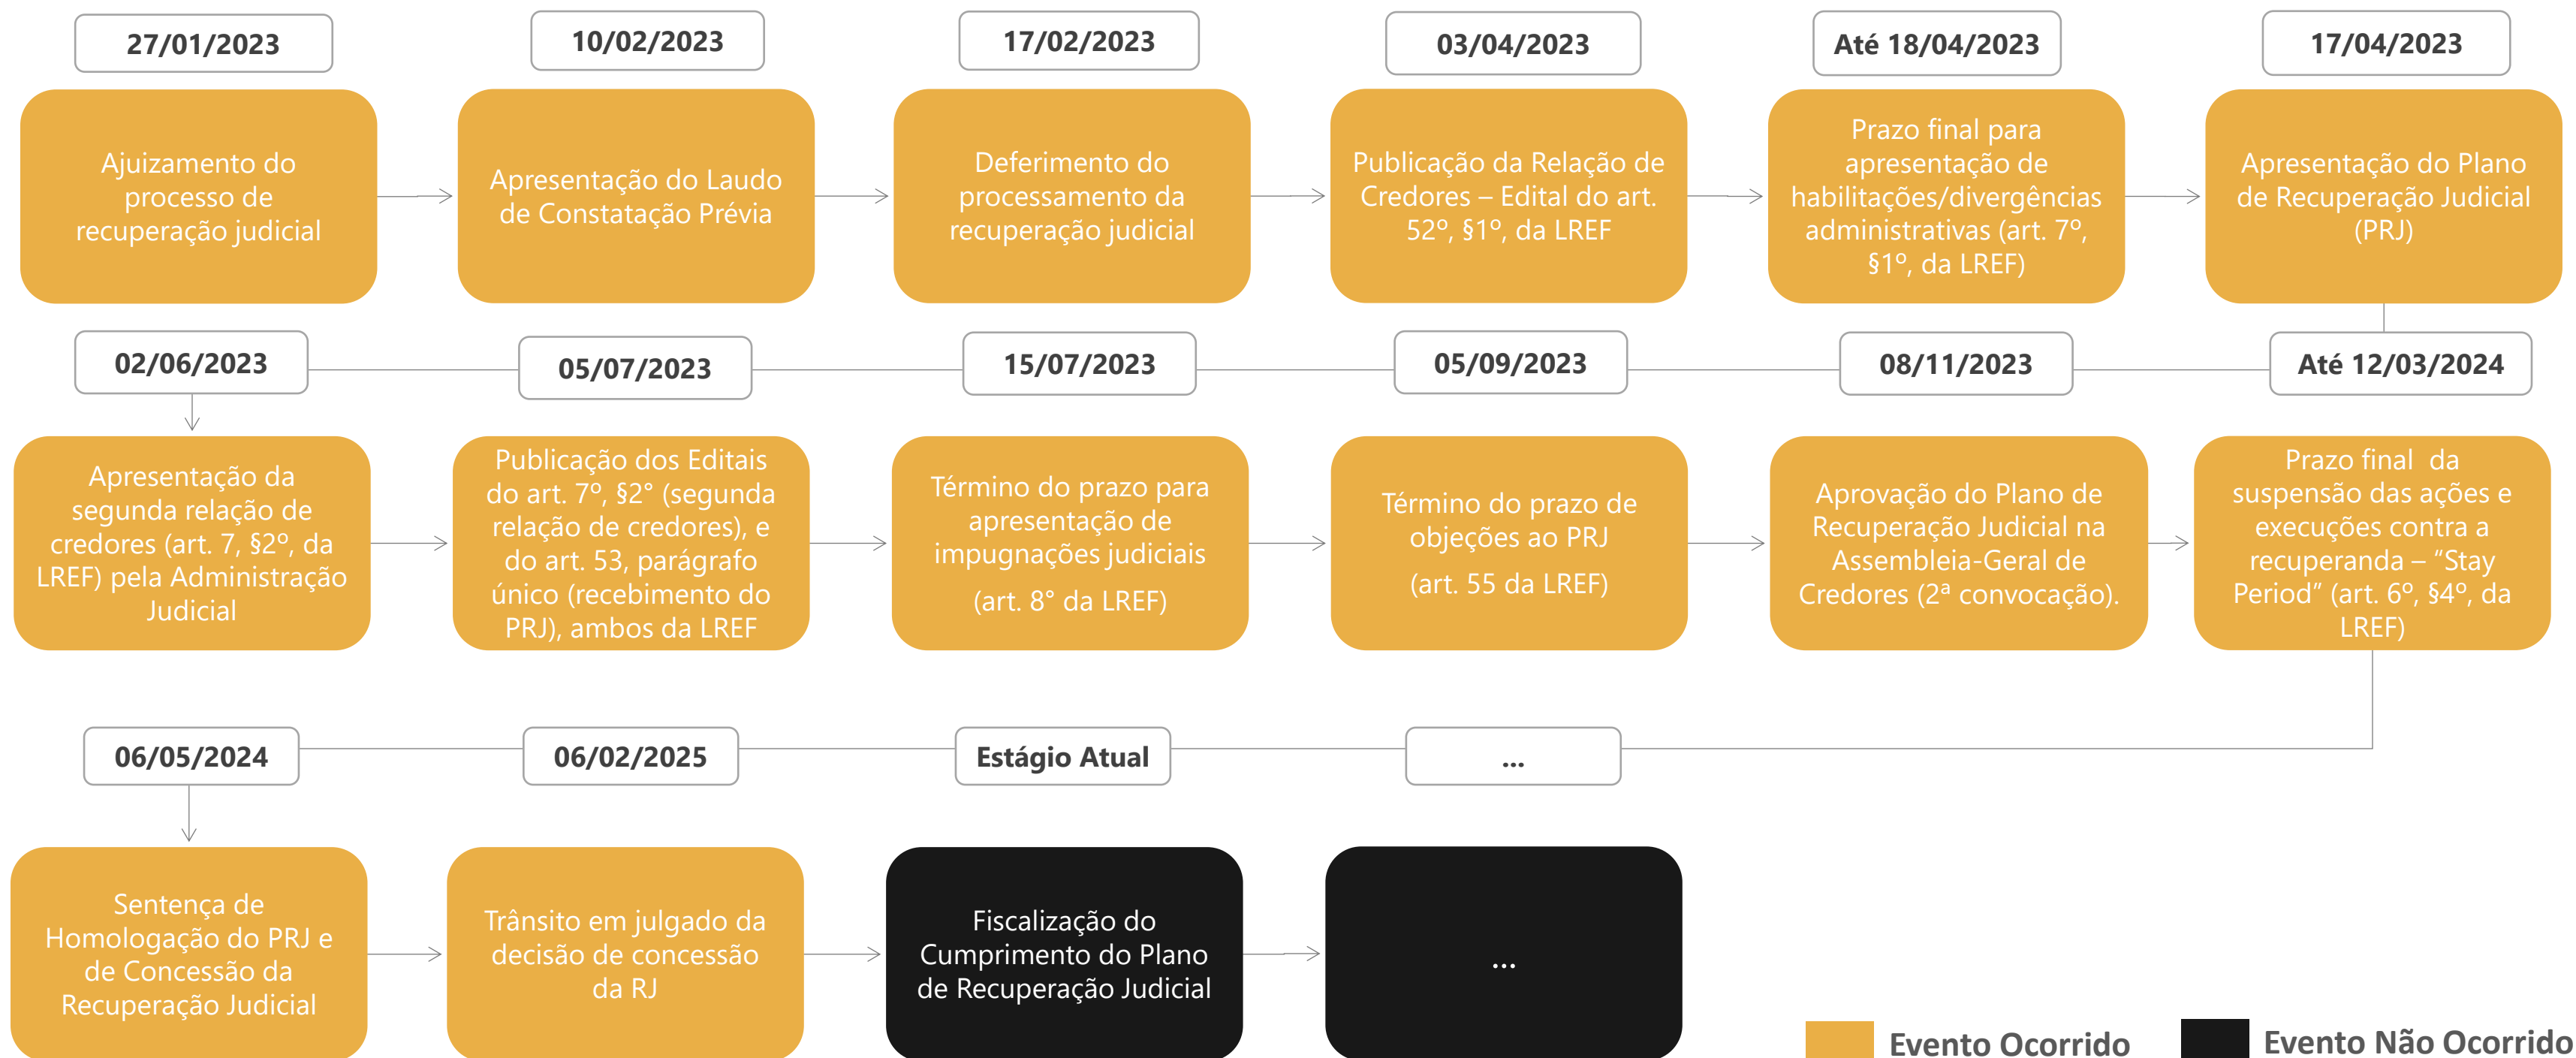 27/01/2023
Ajuizamento do
processo de
recuperação judicial
10/02/2023
Apresentação do Laudo
de Constatação Prévia
17/02/2023
Deferimento do
processamento da
recuperação judicial
03/04/2023
Publicação da Relação de
Credores – Edital do art.
52º, §1º, da LREF
Até 18/04/2023
Prazo final para
apresentação de
habilitações/divergências
administrativas (art. 7º,
§1º, da LREF)
17/04/2023
Apresentação do Plano
de Recuperação Judicial
(PRJ)
02/06/2023
Apresentação da
segunda relação de
credores (art. 7, §2º, da
LREF) pela Administração
Judicial
05/07/2023
Publicação dos Editais
do art. 7º, §2° (segunda
relação de credores), e
do art. 53, parágrafo
único (recebimento do
PRJ), ambos da LREF
15/07/2023
Término do prazo para
apresentação de
impugnações judiciais
(art. 8° da LREF)
05/09/2023
Término do prazo de
objeções ao PRJ
(art. 55 da LREF)
08/11/2023
Aprovação do Plano de
Recuperação Judicial na
Assembleia-Geral de
Credores (2ª convocação).
Até 12/03/2024
Prazo final da
suspensão das ações e
execuções contra a
recuperanda – “Stay
Period” (art. 6º, §4º, da
LREF)
06/05/2024
Sentença de
Homologação do PRJ e
de Concessão da
Recuperação Judicial
06/02/2025
Trânsito em julgado da
decisão de concessão
da RJ
Estágio Atual
Fiscalização do
Cumprimento do Plano
de Recuperação Judicial
...
...
Evento Ocorrido
Evento Não Ocorrido